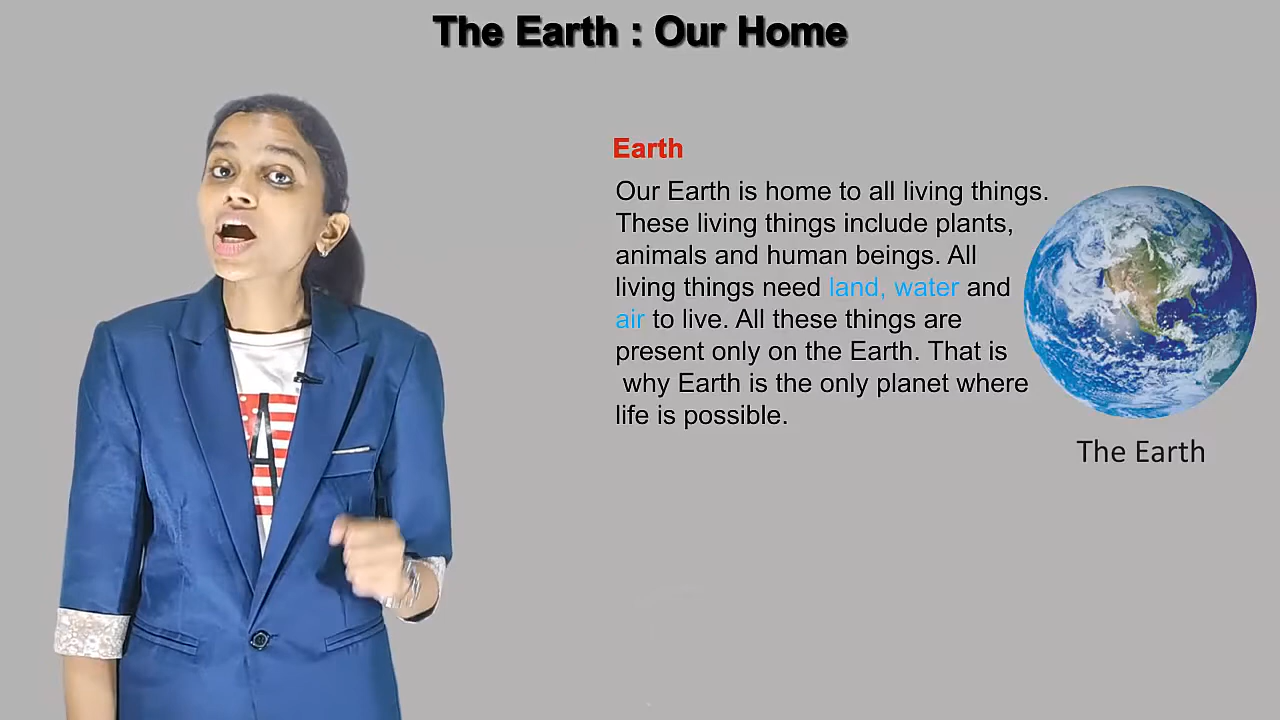 The Earth : Our Home
Earth
Our Earth is home to all living things.
These living things include plants,
animals and human beings. All
living things need land, water and
air to live. All these things are
present only on the Earth. That is
why Earth is the only planet where
life is possible.
The Earth
A